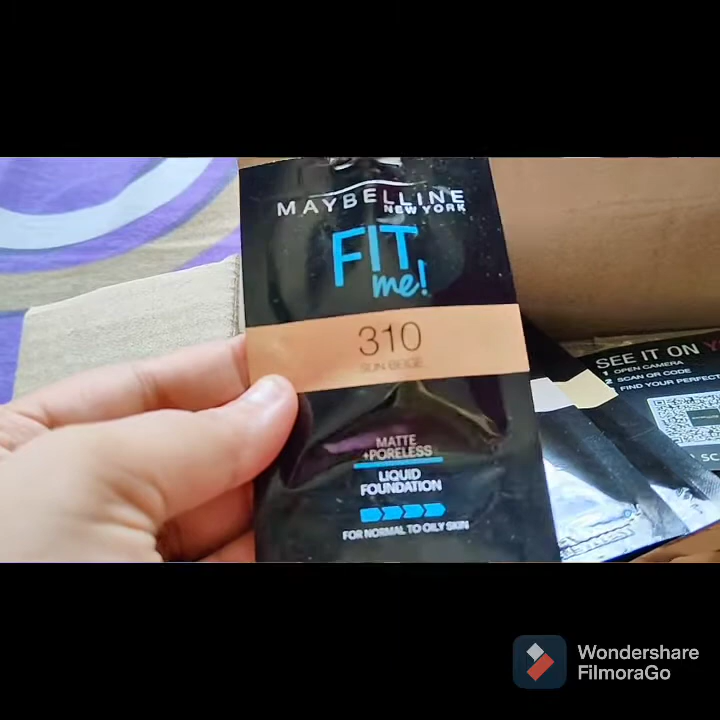 MAYBELLINE
NEW YORK
FIT
me!
310
SUN BEIGE
MATTE
+PORELESS
LIQUID
FOUNDATION
FOR NORMAL TO OILY SKIN
SEE IT ON Y
1 OPEN CAMERA
2 SCAN QR CODE
FIND YOUR PERFECT
SC
Wondershare
FilmoraGo